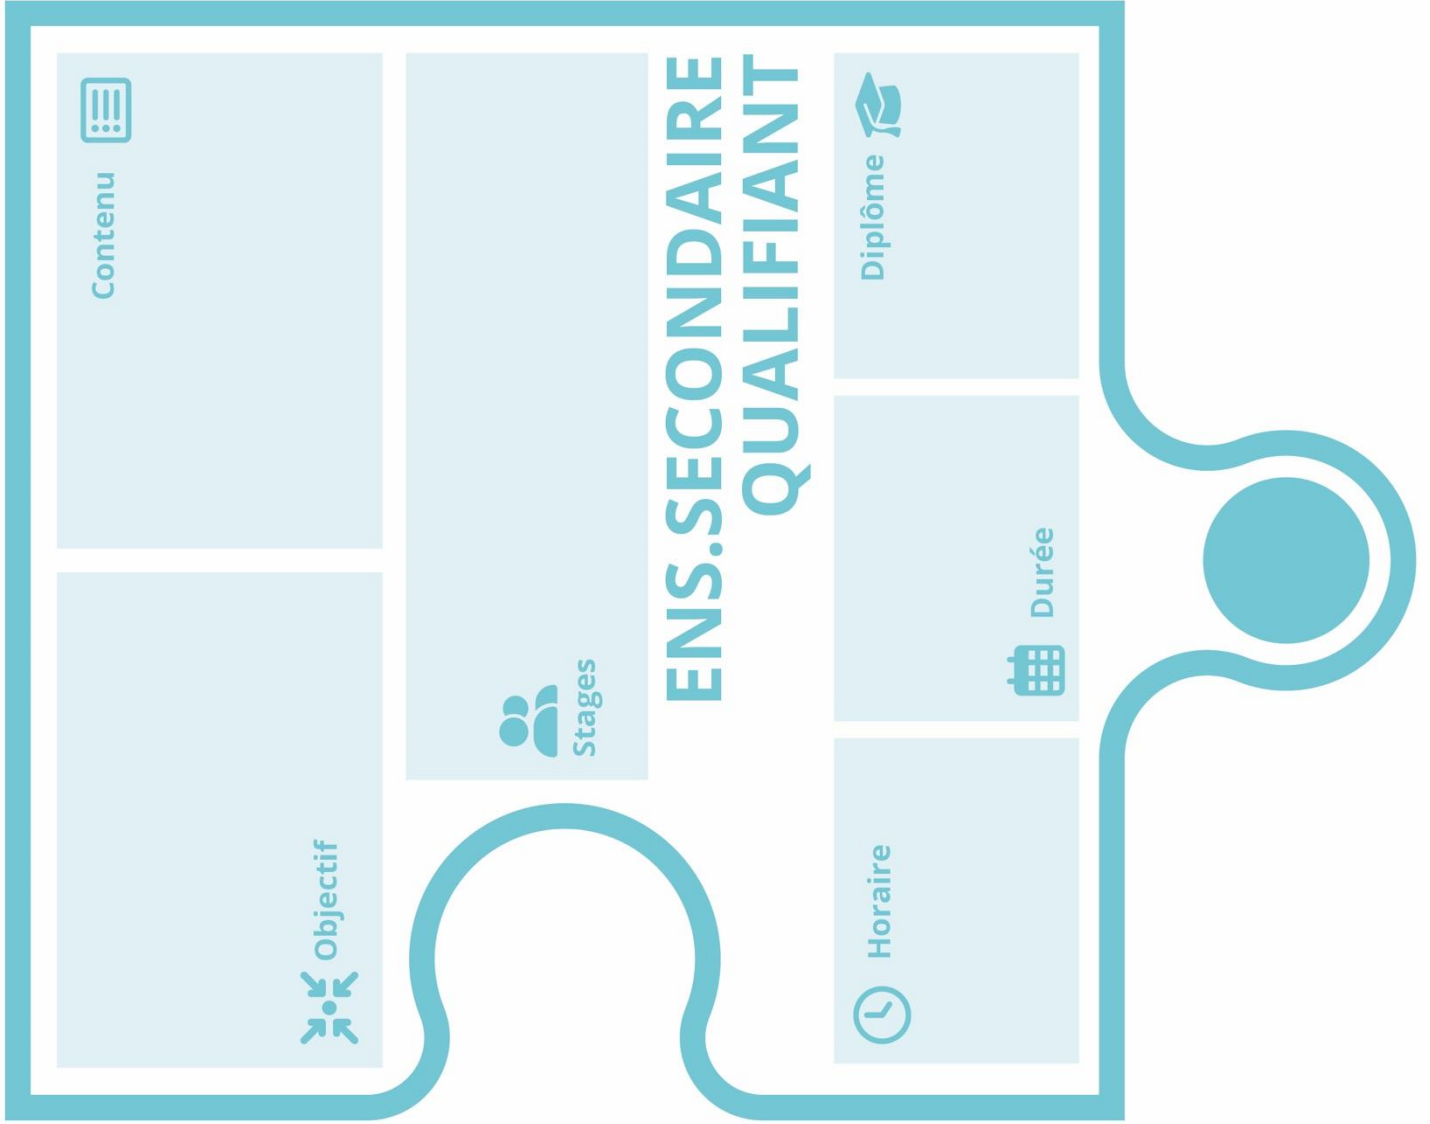 Contenu
Objectif
Stages
ENS.SECONDAIRE
QUALIFIANT
Diplôme
Durée
Horaire